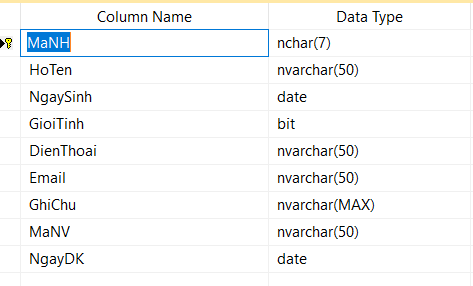 Column Name Data Type
MaNH nchar(7)
HoTen nvarchar(50)
NgaySinh date
GioiTinh bit
DienThoai nvarchar(50)
Email nvarchar(50)
GhiChu nvarchar(MAX)
MaNV nvarchar(50)
NgayDK date